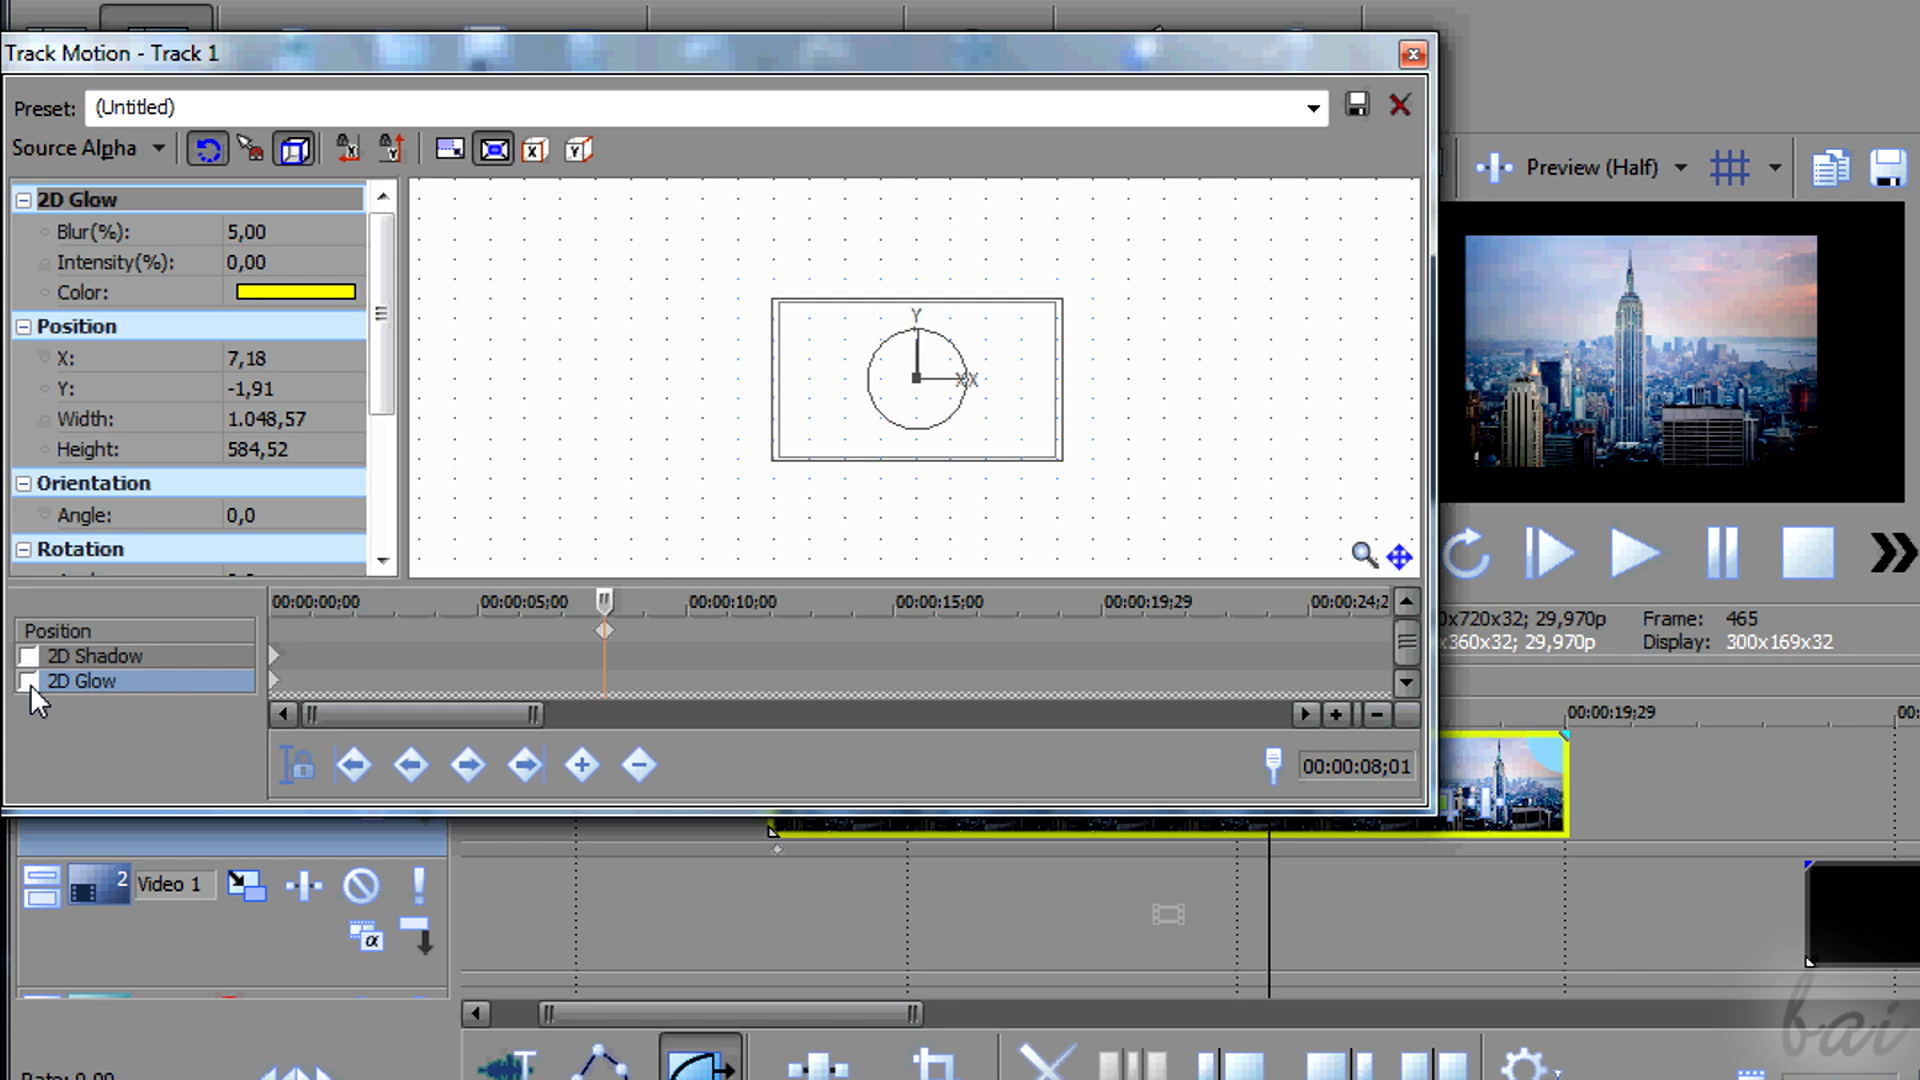 Track Motion - Track 1
Preset: (Untitled)
Source Alpha
Preview (Half)
2D Glow
Blur(%): 5,00
Intensity(%): 0,00
Color:
Position
X: 7,18
Y: -1,91
Width: 1.048,57
Height: 584,52
Orientation
Angle: 0,0
Rotation
Y
X
00:00:00;00 00:00:05;00 00:00:10;00 00:00:15;00 00:00:19;29 00:00:24;2
Position
2D Shadow
2D Glow
00:00:08;01
0x720x32; 29,970p Frame: 465
x360x32; 29,970p Display: 300x169x32
00:00:19;29 00:
2 Video 1
bai